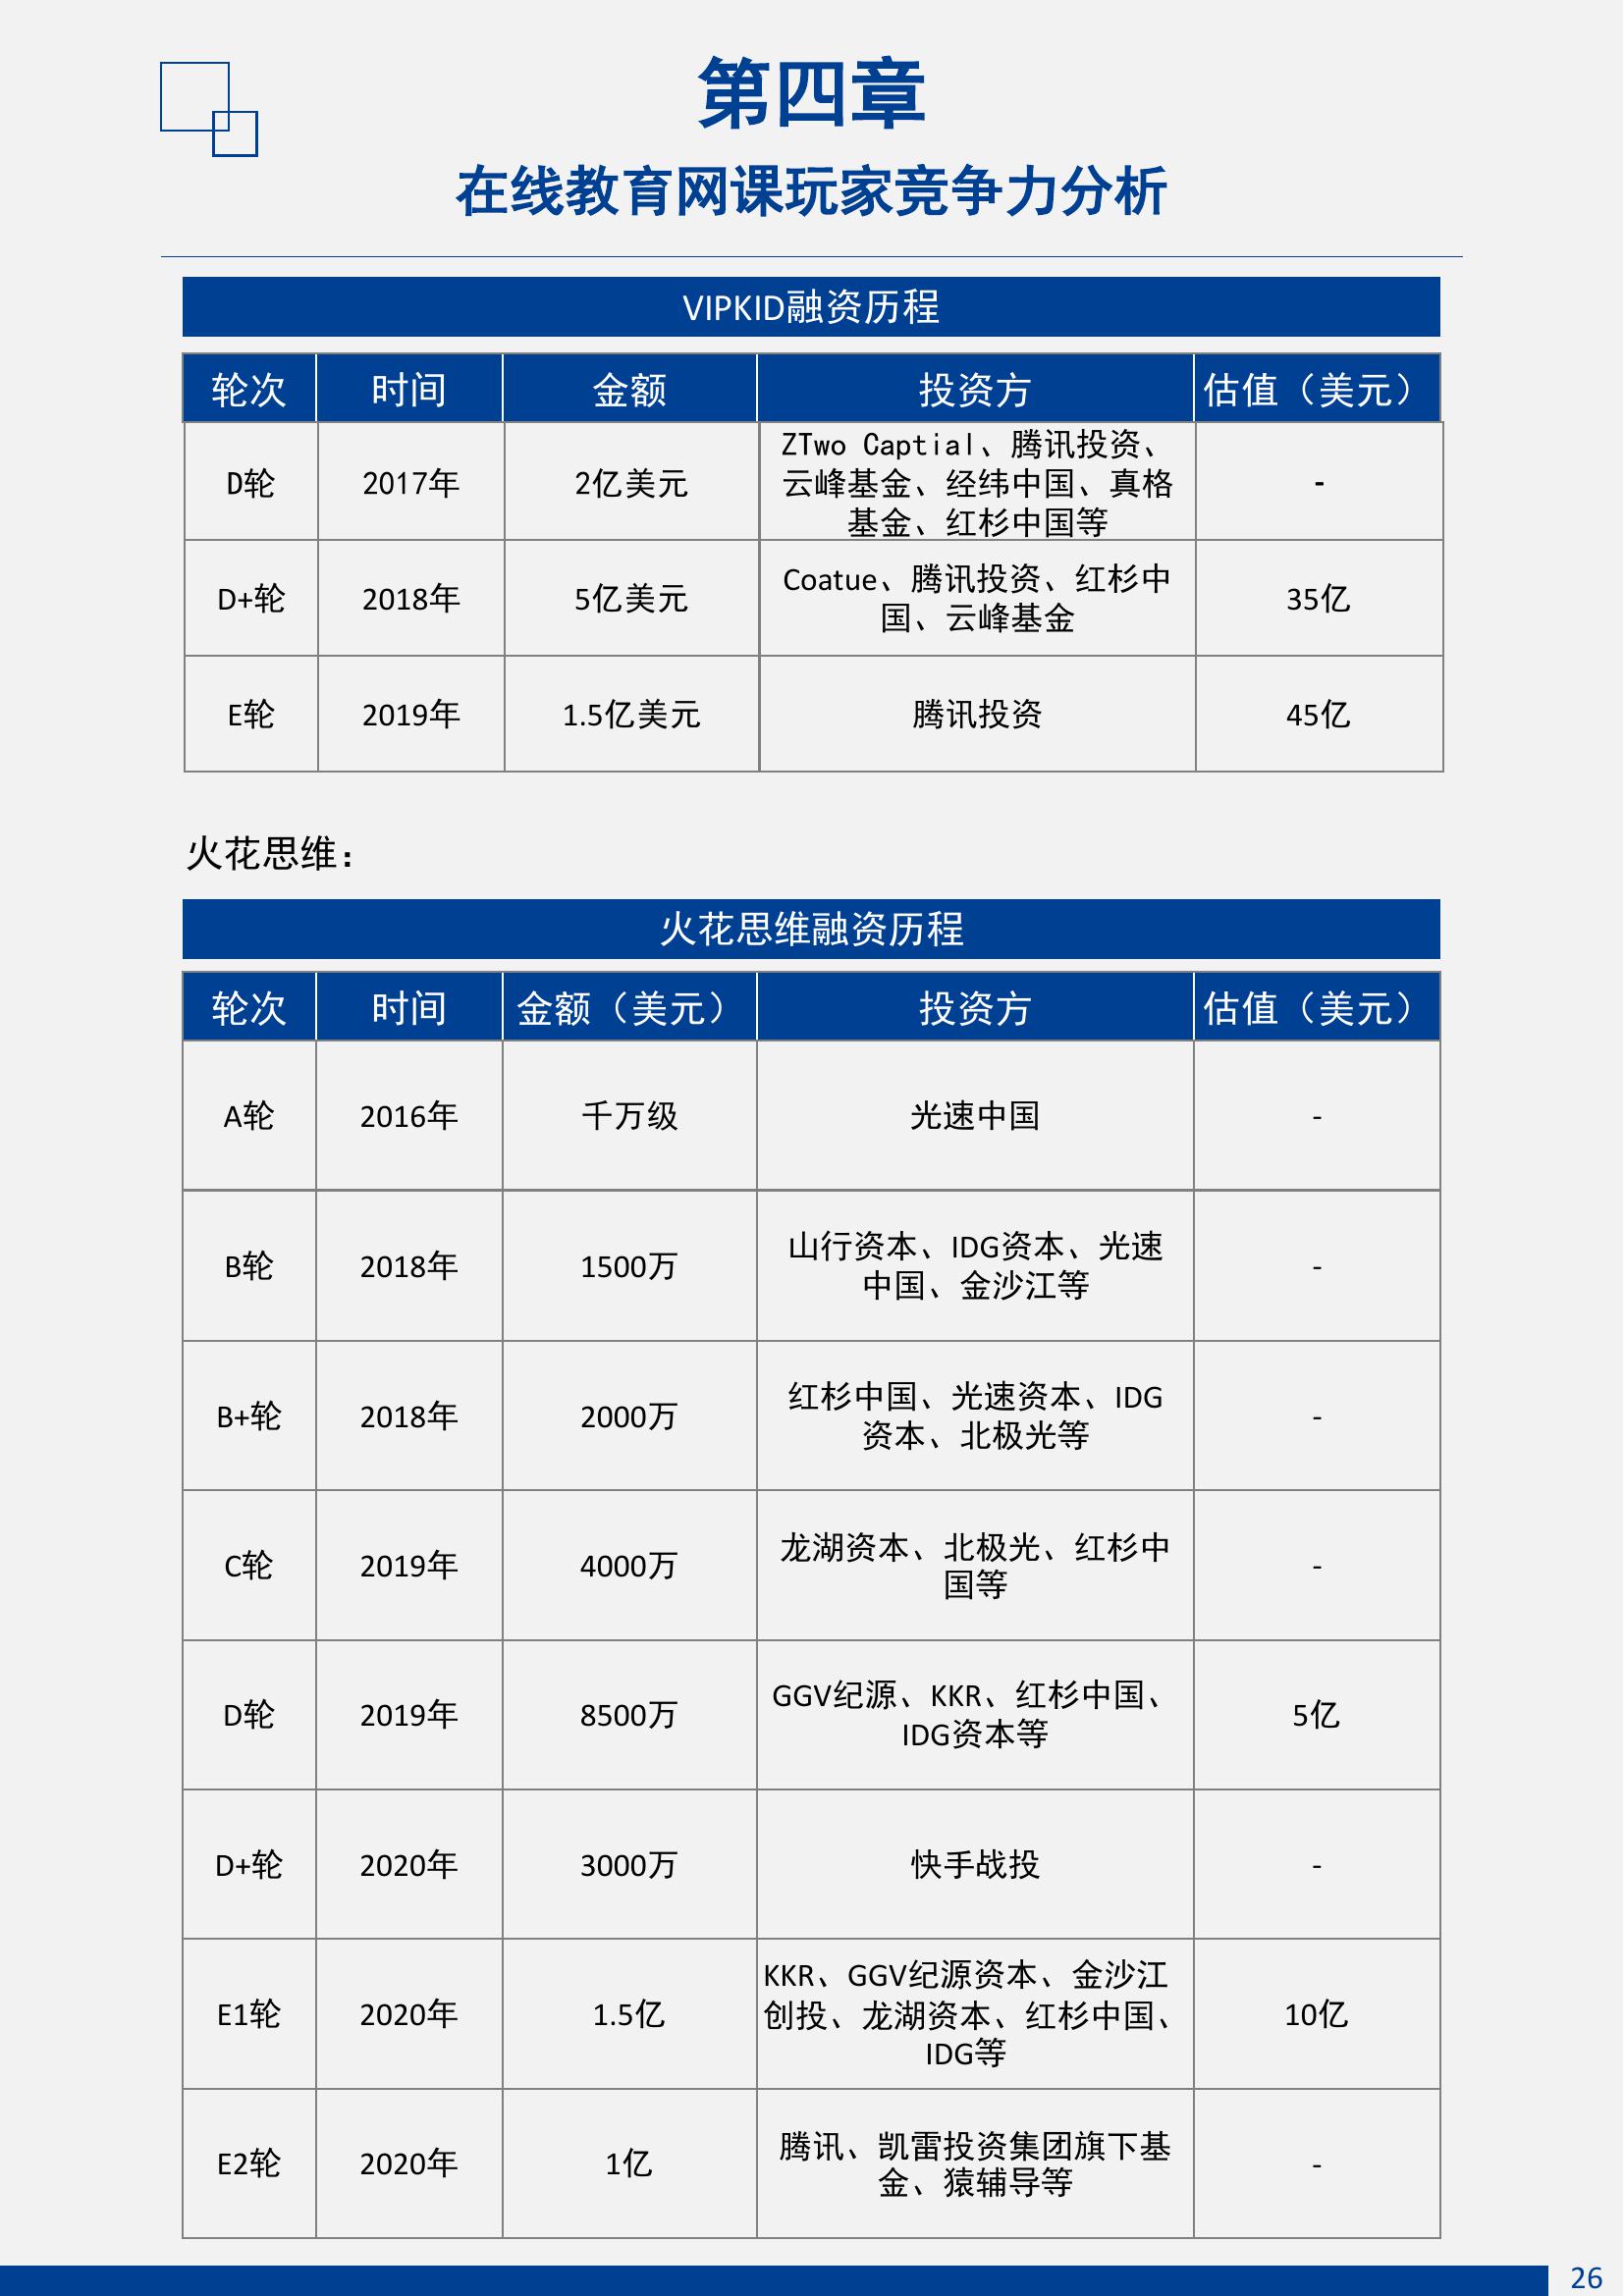 第四章
在线教育网课玩家竞争力分析
VIPKID融资历程
轮次 时间 金额 投资方 估值（美元）
D轮 2017年 2亿美元 ZTwo Captial、腾讯投资、
云峰基金、经纬中国、真格
基金、红杉中国等 -
D+轮 2018年 5亿美元 Coatue、腾讯投资、红杉中
国、云峰基金 35亿
E轮 2019年 1.5亿美元 腾讯投资 45亿
火花思维：
火花思维融资历程
轮次 时间 金额（美元） 投资方 估值（美元）
A轮 2016年 千万级 光速中国 -
B轮 2018年 1500万 山行资本、IDG资本、光速
中国、金沙江等 -
B+轮 2018年 2000万 红杉中国、光速资本、IDG
资本、北极光等 -
C轮 2019年 4000万 龙湖资本、北极光、红杉中
国等 -
D轮 2019年 8500万 GGV纪源、KKR、红杉中国、
IDG资本等 5亿
D+轮 2020年 3000万 快手战投 -
E1轮 2020年 1.5亿 KKR、GGV纪源资本、金沙江
创投、龙湖资本、红杉中国、
IDG等 10亿
E2轮 2020年 1亿 腾讯、凯雷投资集团旗下基
金、猿辅导等 -
26